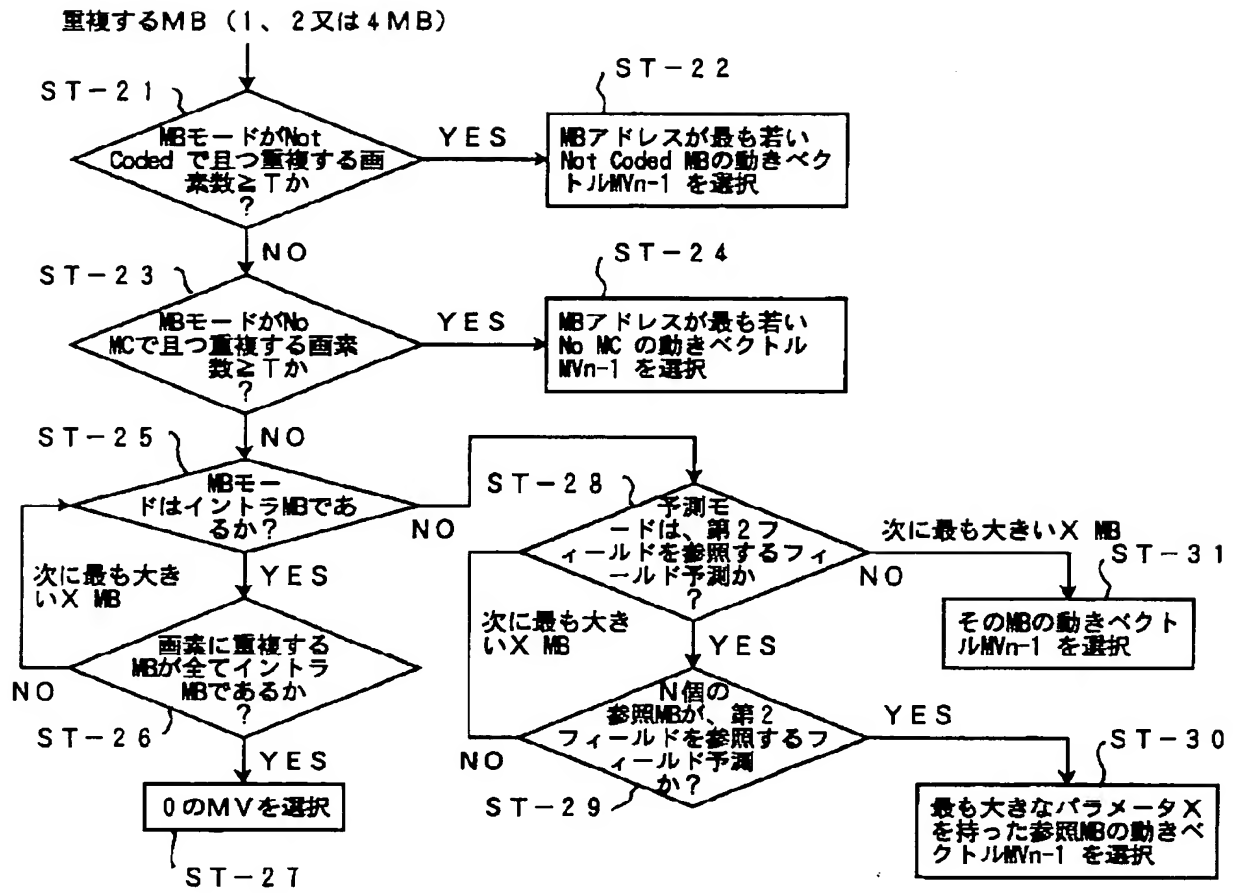 重複するMB（1、2又は4MB）
ST-21
MBモードがNot
Coded で且つ重複する画
素数≧Tか
?
YES
ST-22
MBアドレスが最も若い
Not Coded MBの動きベク
トルMVn-1 を選択
NO
ST-23
MBモードがNo
MCで且つ重複する画素
数≧Tか
?
YES
ST-24
MBアドレスが最も若い
No MC の動きベクトル
MVn-1 を選択
NO
ST-25
MBモー
ドはイントラMBであ
るか?
NO
YES
次に最も大き
いX MB
画素に重複する
MBが全てイントラ
MBであるか
?
NO
ST-26
YES
0のMVを選択
ST-27
ST-28
予測モ
ードは、第2フ
ィールドを参照するフィ
ールド予測か
?
次に最も大きいX MB
NO
ST-31
そのMBの動きベクト
ルMVn-1 を選択
次に最も大き
いX MB
YES
N個の
参照MBが、第2
フィールドを参照するフ
ィールド予測
か?
NO
ST-29
YES
ST-30
最も大きなパラメータX
を持った参照MBの動きベ
クトルMVn-1 を選択